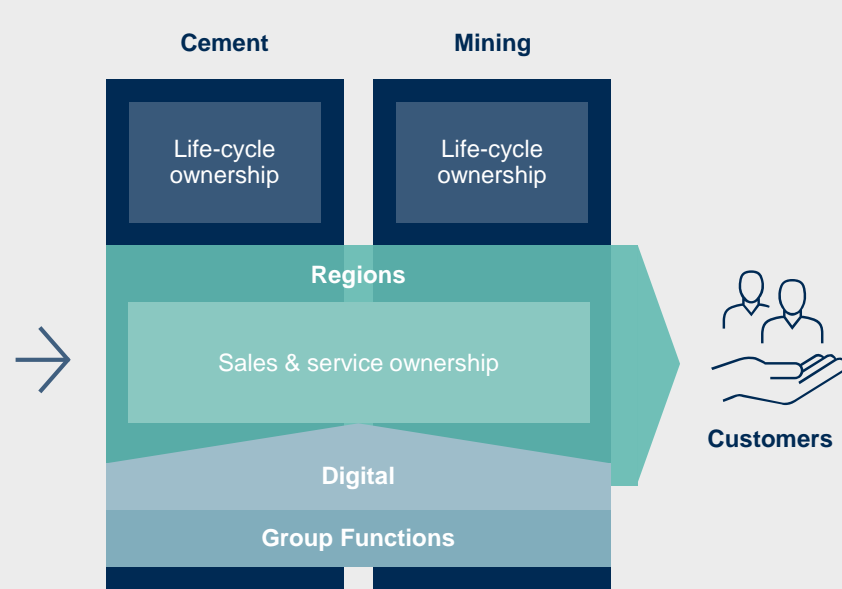 Cement
Mining
Life-cycle
ownership
Life-cycle
ownership
Regions
Sales & service ownership
Customers
Digital
Group Functions